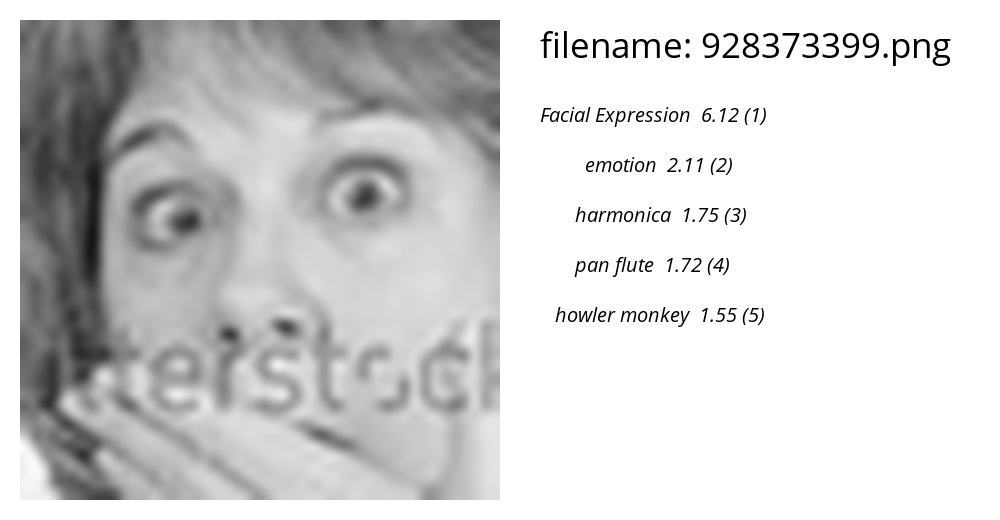 filename: 928373399.png
Facial Expression 6.12 (1)
emotion 2.11 (2)
harmonica 1.75 (3)
pan flute 1.72 (4)
howler monkey 1.55 (5)
terstock